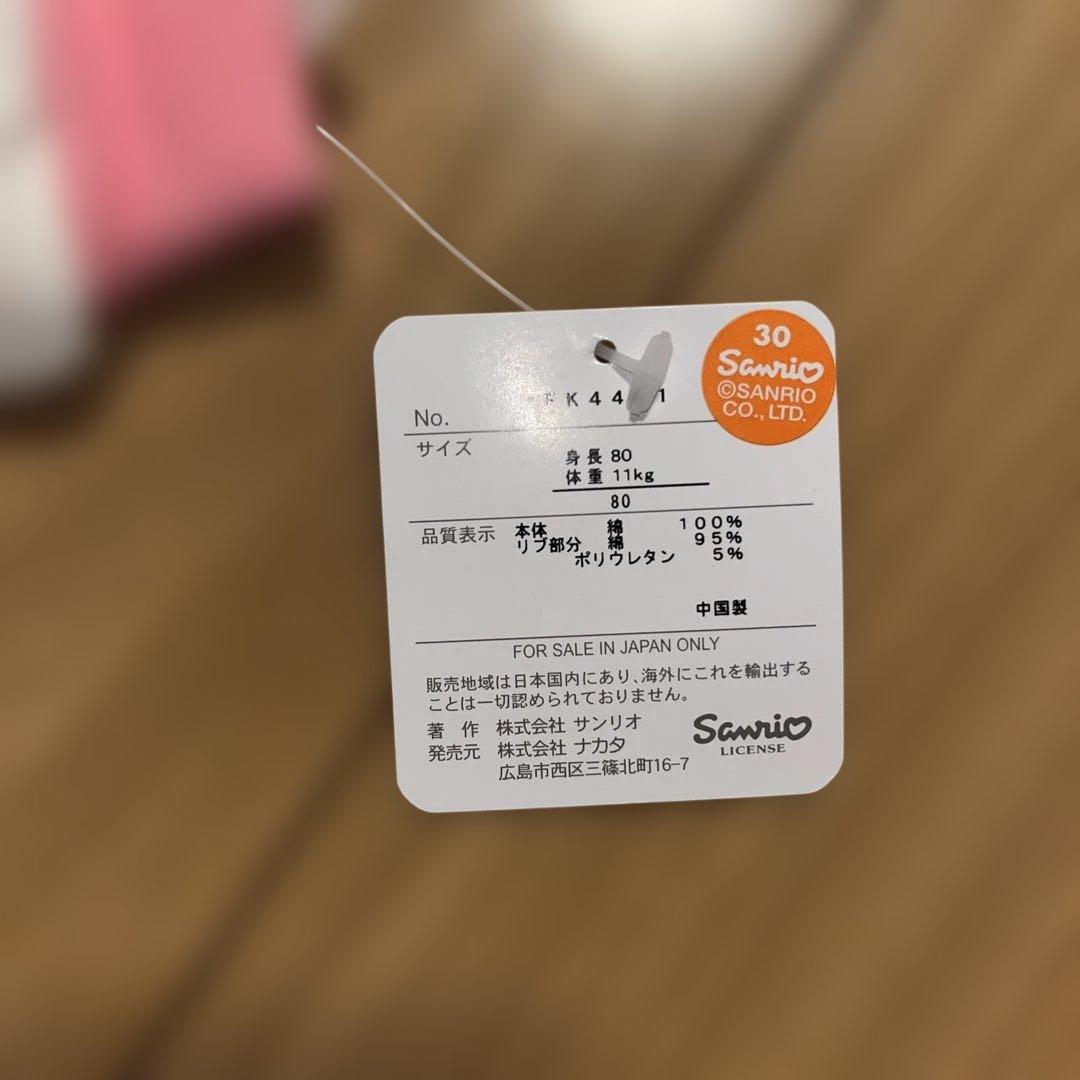 30
Sanrio
©SANRIO
CO., LTD.
No.
サイズ
身長 80
体重 11kg
80
品質表示 本体 綿 100%
リブ部分 綿 95%
ポリウレタン 5%
中国製
FOR SALE IN JAPAN ONLY
販売地域は日本国内にあり、海外にこれを輸出する
ことは一切認められておりません。
著作 株式会社 サンリオ
発売元 株式会社 ナカタ
広島市西区三篠北町16-7
Sanrio
LICENSE